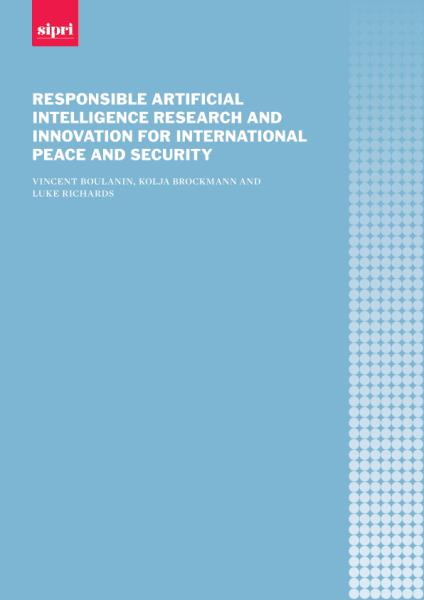 sipri
RESPONSIBLE ARTIFICIAL
INTELLIGENCE RESEARCH AND
INNOVATION FOR INTERNATIONAL
PEACE AND SECURITY
VINCENT BOULANIN, KOLJA BROCKMANN AND
LUKE RICHARDS